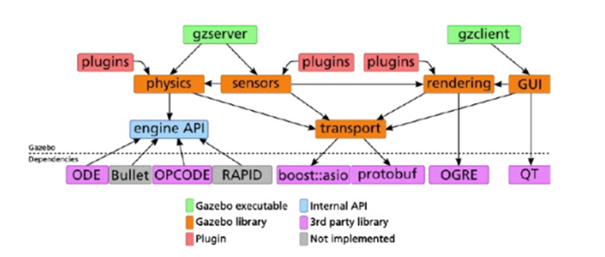 gzserver
gzclient
plugins
plugins
plugins
physics
sensors
rendering
GUI
engine API
transport
Gazebo
Dependencies
ODE
Bullet
OPCODE
RAPID
boost::asio
protobuf
OGRE
QT
Gazebo executable
Internal API
Gazebo library
3rd party library
Plugin
Not implemented